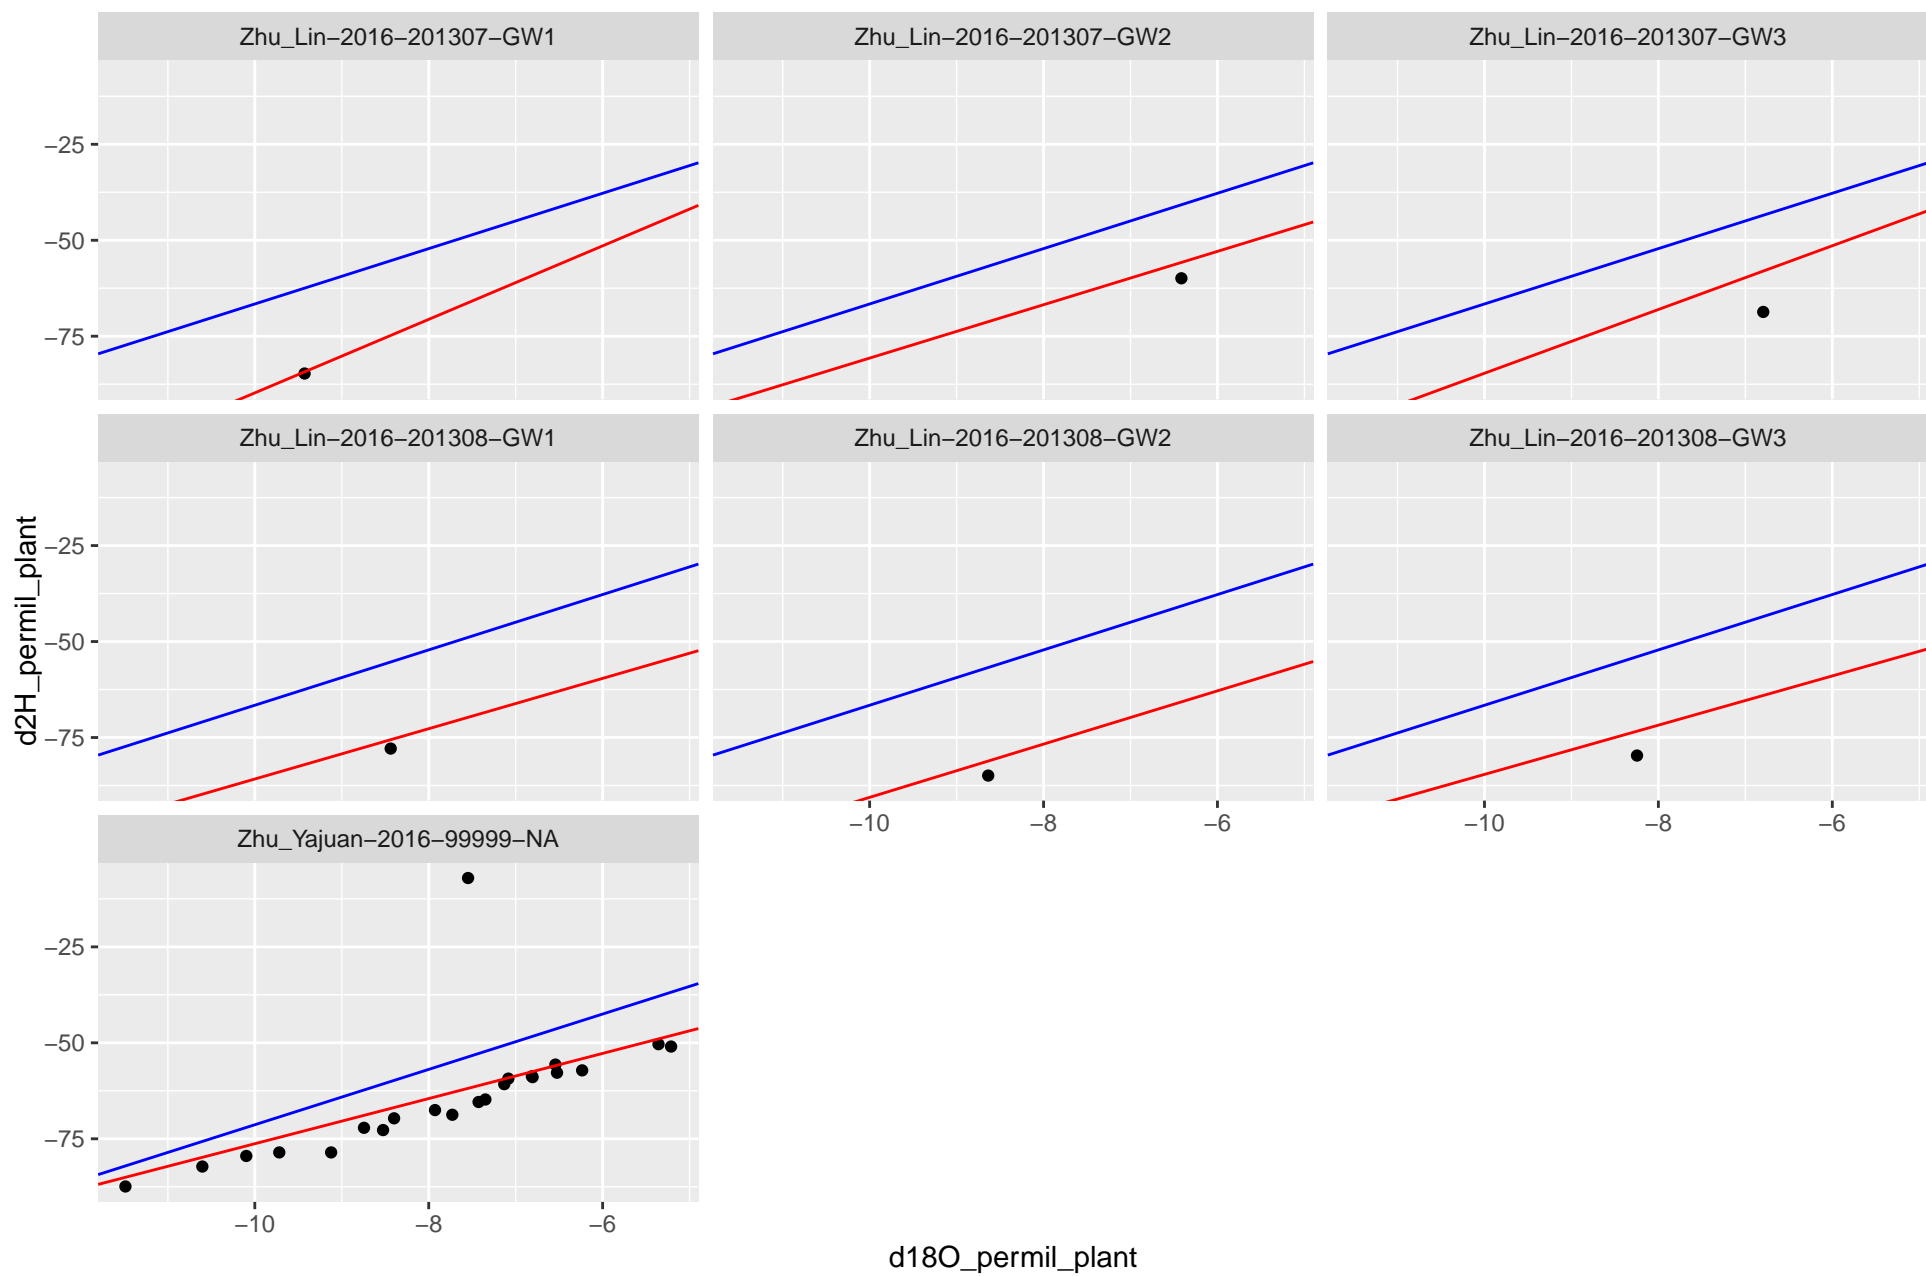 Zhu_Lin−2016−201307−GW1
Zhu_Lin−2016−201307−GW2
Zhu_Lin−2016−201307−GW3
−25
−50
−75
Zhu_Lin−2016−201308−GW1
Zhu_Lin−2016−201308−GW2
Zhu_Lin−2016−201308−GW3
−25
−50
−75
−10
−8
−6
−10
−8
−6
Zhu_Yajuan−2016−99999−NA
−25
−50
−75
−10
−8
−6
d2H_permil_plant
d18O_permil_plant